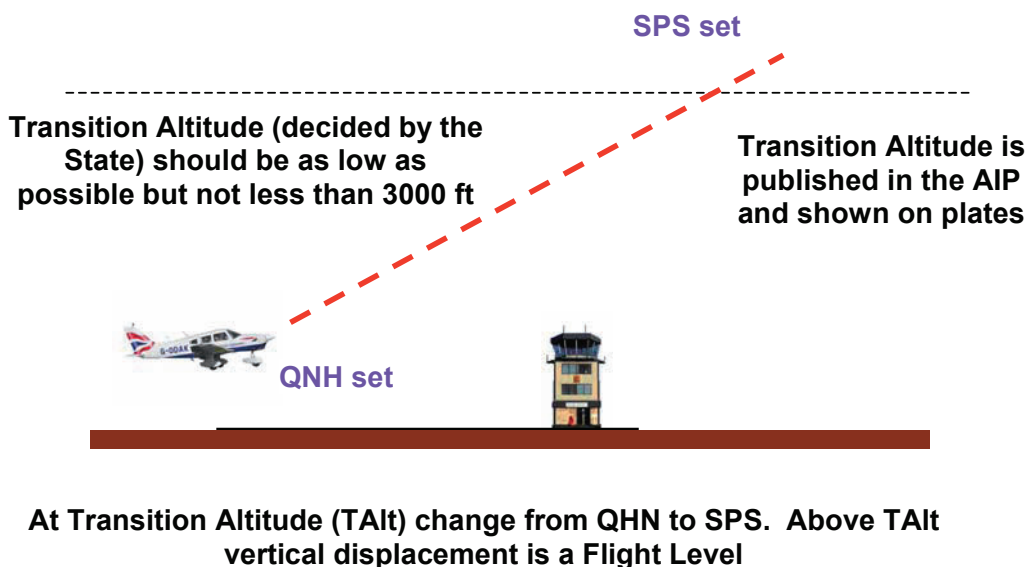 SPS set
Transition Altitude (decided by the
State) should be as low as
possible but not less than 3000 ft
Transition Altitude is
published in the AIP
and shown on plates
G-OOAK
QNH set
At Transition Altitude (TAlt) change from QHN to SPS. Above TAlt
vertical displacement is a Flight Level